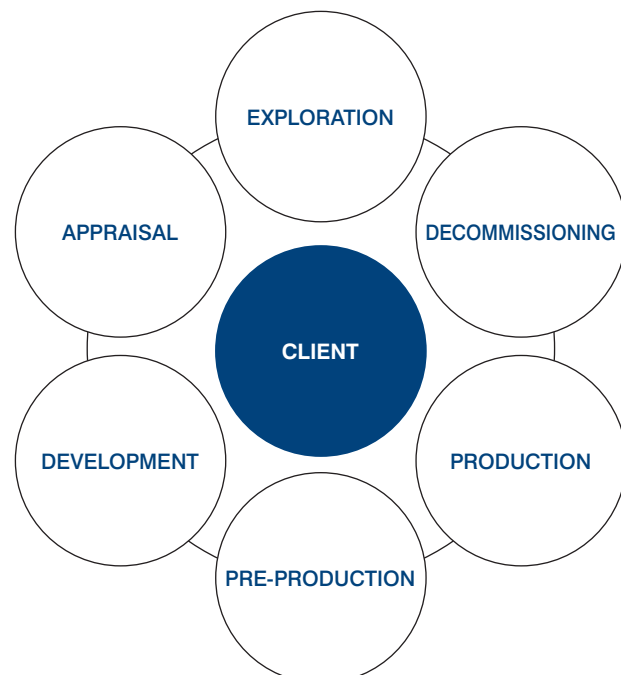 EXPLORATION
APPRAISAL
DECOMMISSIONING
CLIENT
DEVELOPMENT
PRODUCTION
PRE-PRODUCTION